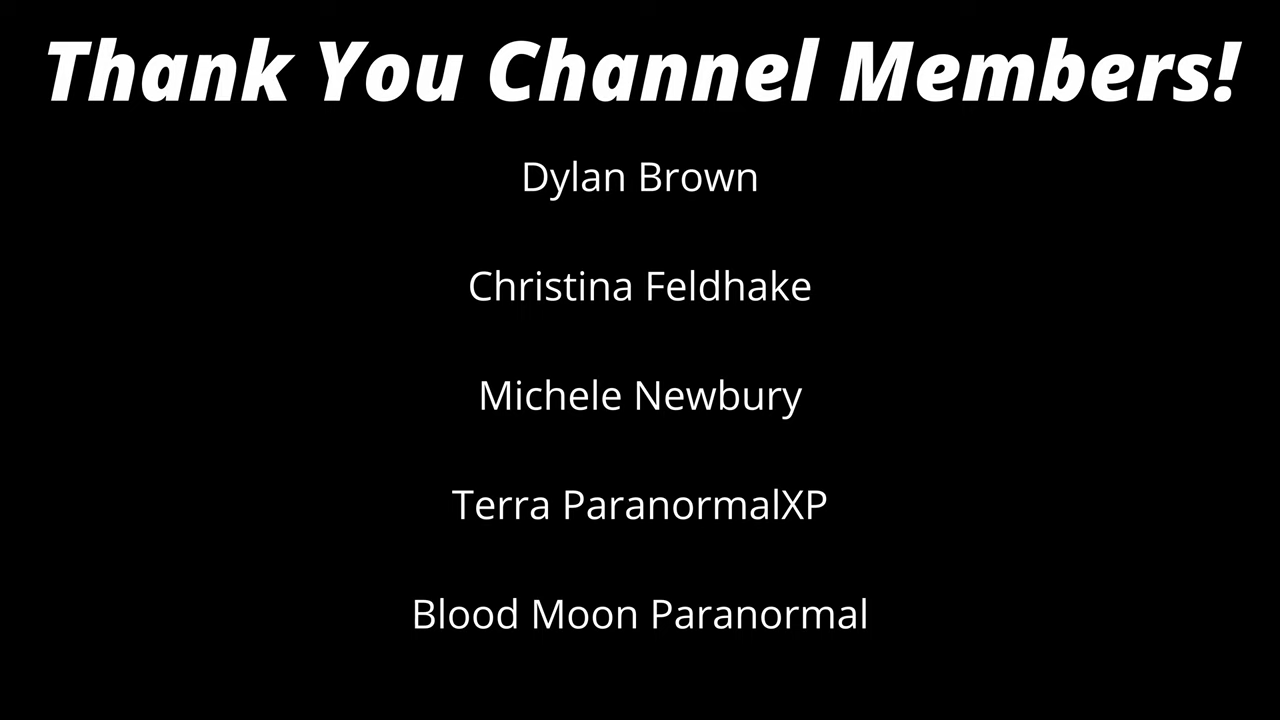 Thank You Channel Members!
Dylan Brown
Christina Feldhake
Michele Newbury
Terra ParanormalXP
Blood Moon Paranormal